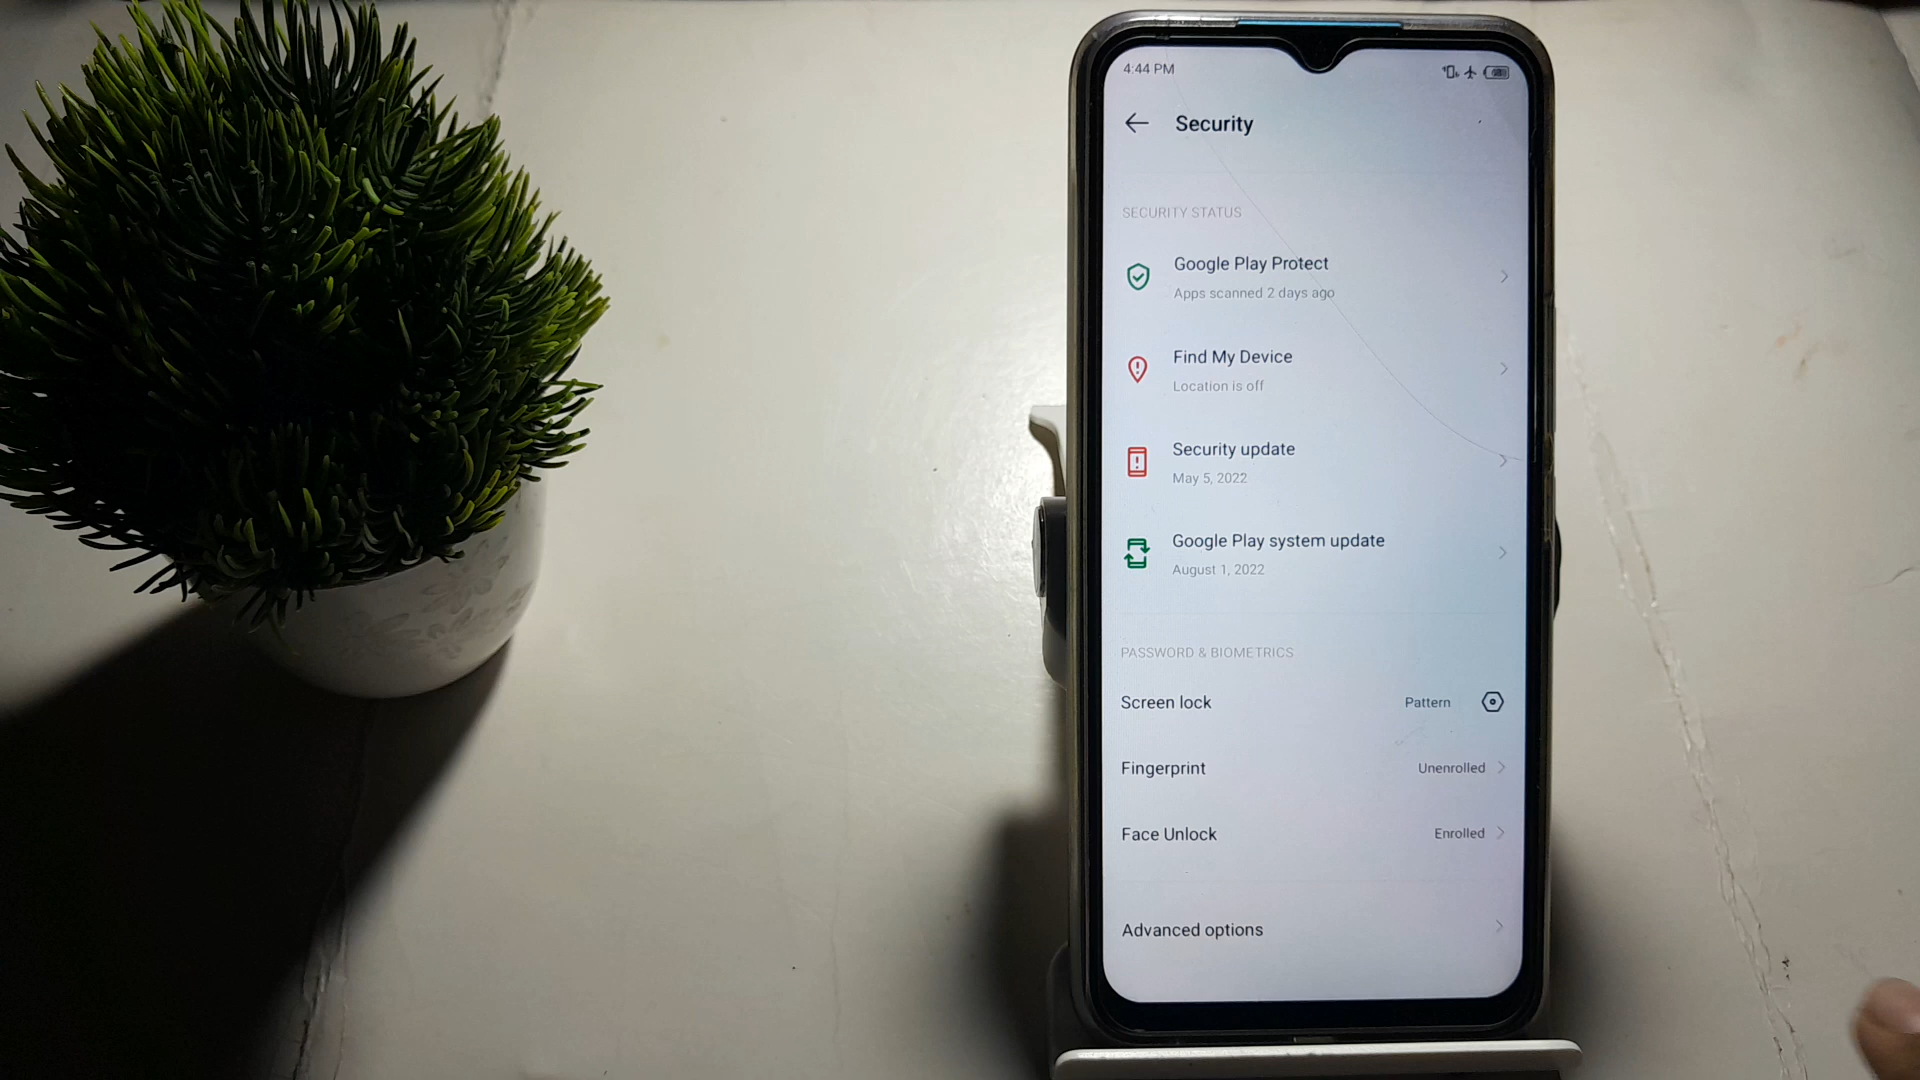 4:44 PM
Security
SECURITY STATUS
Google Play Protect
Apps scanned 2 days ago
Find My Device
Location is off
Security update
May 5, 2022
Google Play system update
August 1, 2022
PASSWORD & BIOMETRICS
Screen lock Pattern
Fingerprint Unenrolled
Face Unlock Enrolled
Advanced options